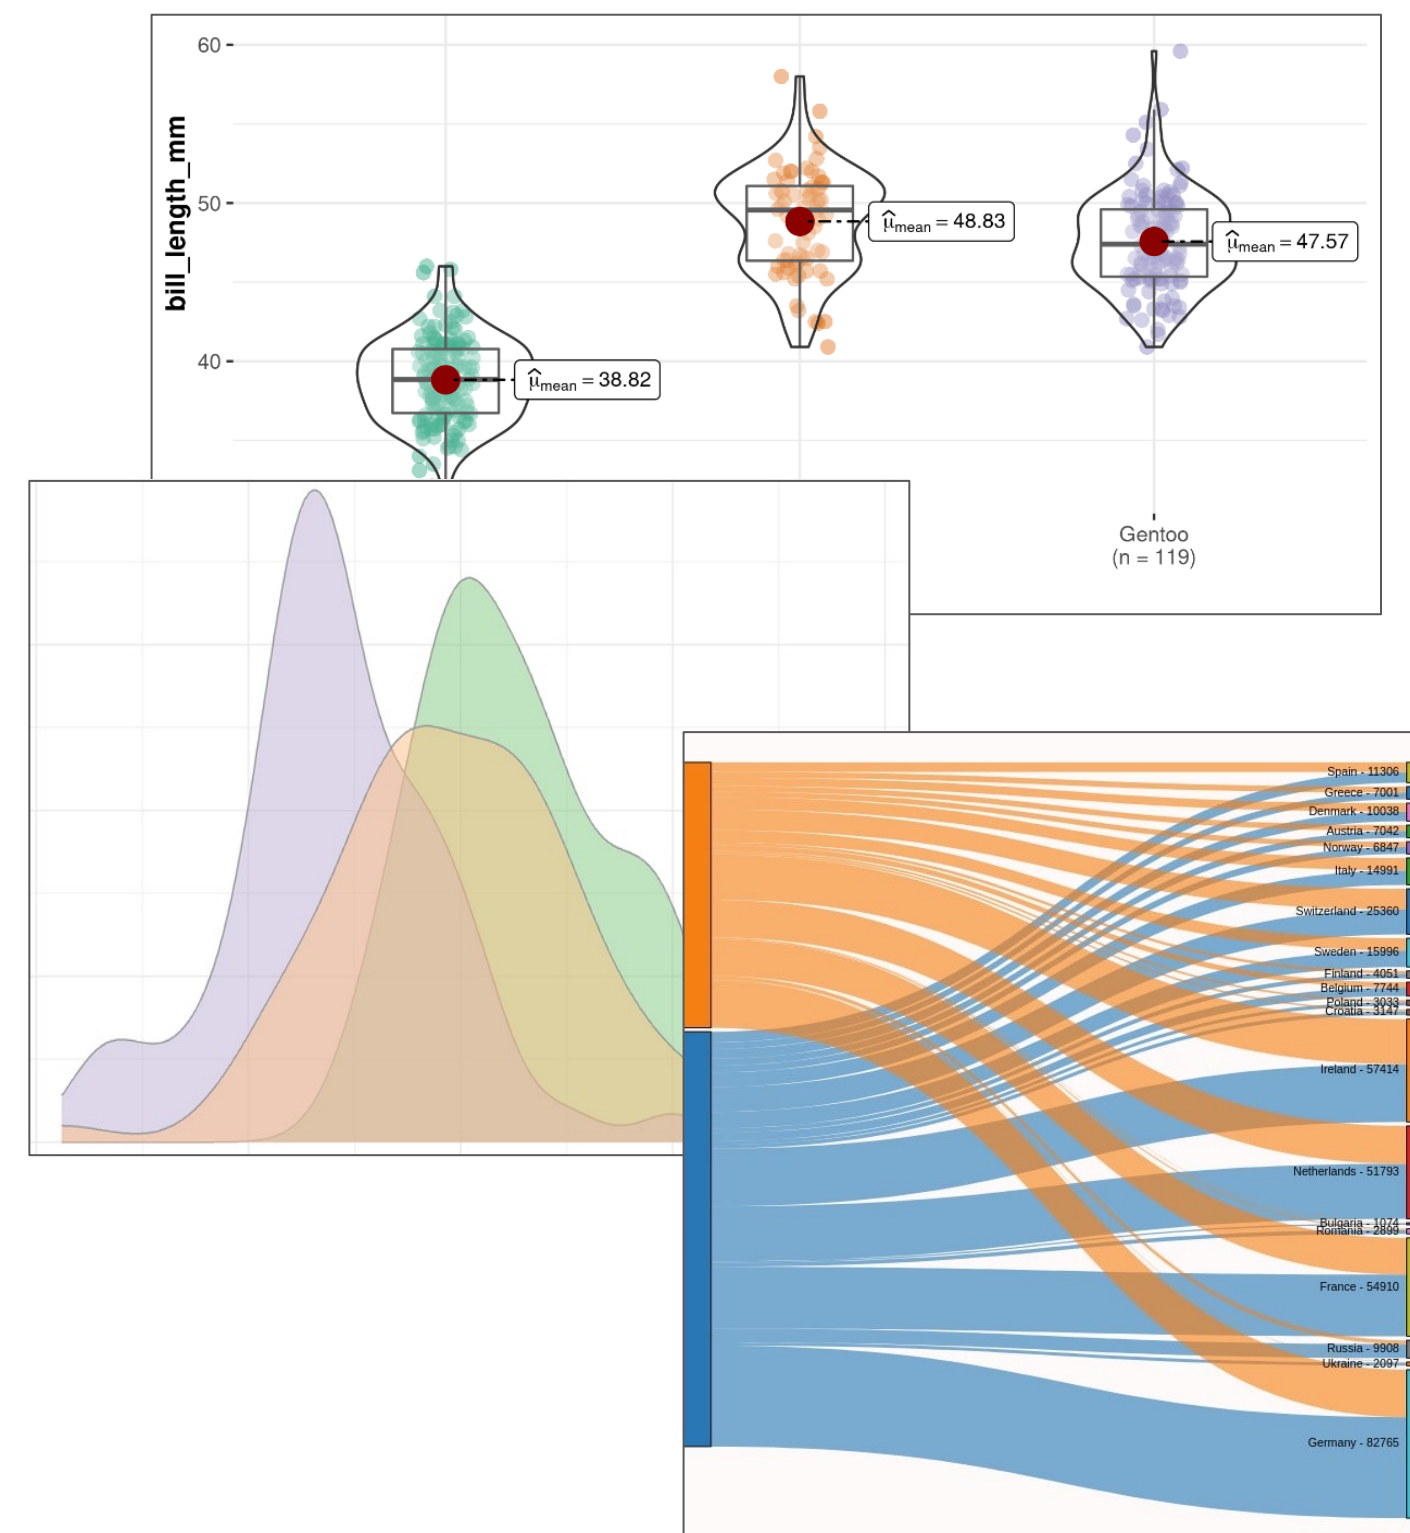 60
bill_length_mm
50
40
μ̂mean = 38.82
μ̂mean = 48.83
μ̂mean = 47.57
Gentoo
(n = 119)
Spain - 11306
Greece - 7001
Denmark - 10038
Austria - 7042
Norway - 6847
Italy - 14991
Switzerland - 25360
Sweden - 15996
Finland - 4051
Belgium - 7744
Poland - 3033
Croatia - 3147
Ireland - 57414
Netherlands - 51793
Bulgaria - 1074
Romania - 2899
France - 54910
Russia - 9908
Ukraine - 2097
Germany - 82765